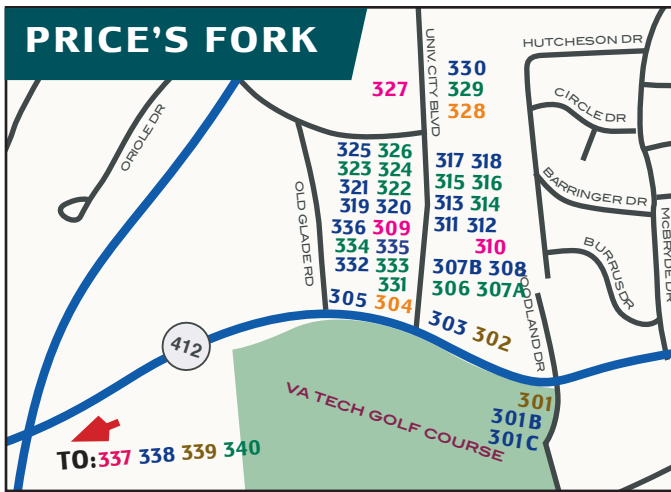 PRICE'S FORK
HUTCHESON DR
UNIV. CITY BLVD
330
329
328
327
CIRCLE DR
ORIOLE DR
325 326
323 324
321 322
319 320
336 309
334 335
332 333
331
305 304
317 318
315 316
313 314
311 312
310
307B 308
306 307A
303 302
OLD GLADE RD
BARRINGER DR
BURRUS DR
McBRYDE DR
OODLAND DR
412
VA TECH GOLF COURSE
301
301B
301C
TO: 337 338 339 340